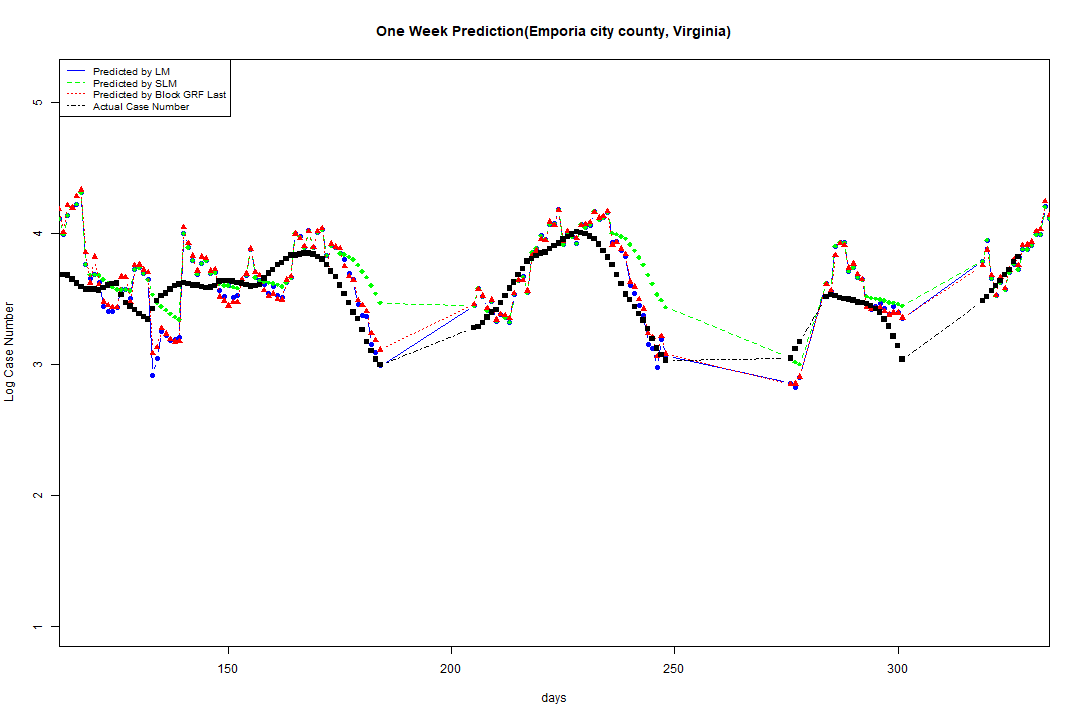 One Week Prediction(Emporia city county, Virginia)
Predicted by LM
Predicted by SLM
Predicted by Block GRF Last
Actual Case Number
5
4
3
2
1
Log Case Number
150 200 250 300
days